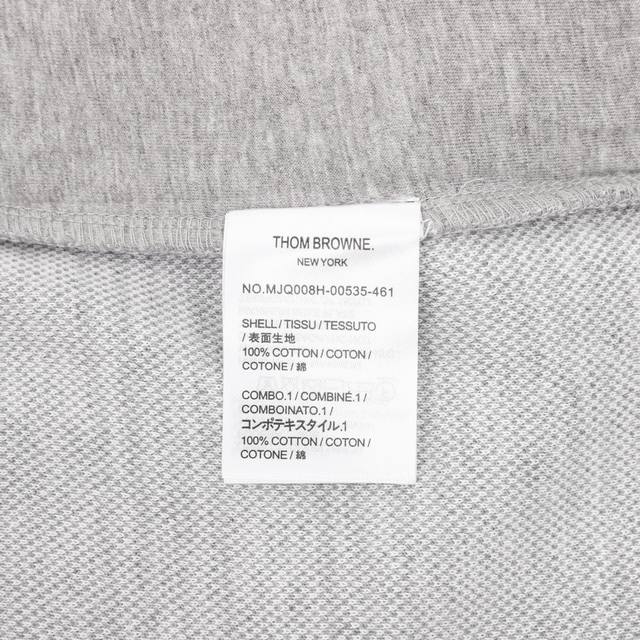 THOM BROWNE.
NEW YORK
NO.MJQ008H-00535-461
SHELL/TISSU/TESSUTO
/表面生地
100% COTTON/COTON/
COTONE/綿
COMBO.1/COMBINÉ.1/
COMBOINATO.1/
コンポテキスタイル.1
100% COTTON/COTON/
COTONE/綿